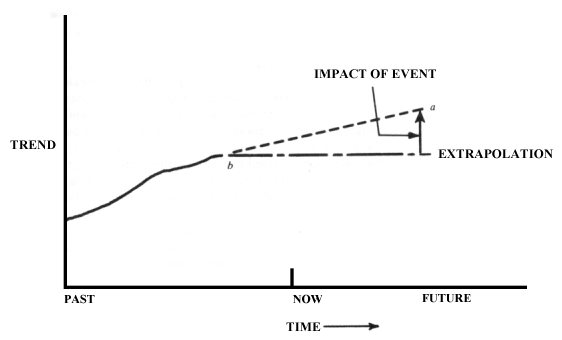 IMPACT OF EVENT
a
TREND
EXTRAPOLATION
b
PAST
NOW
FUTURE
TIME